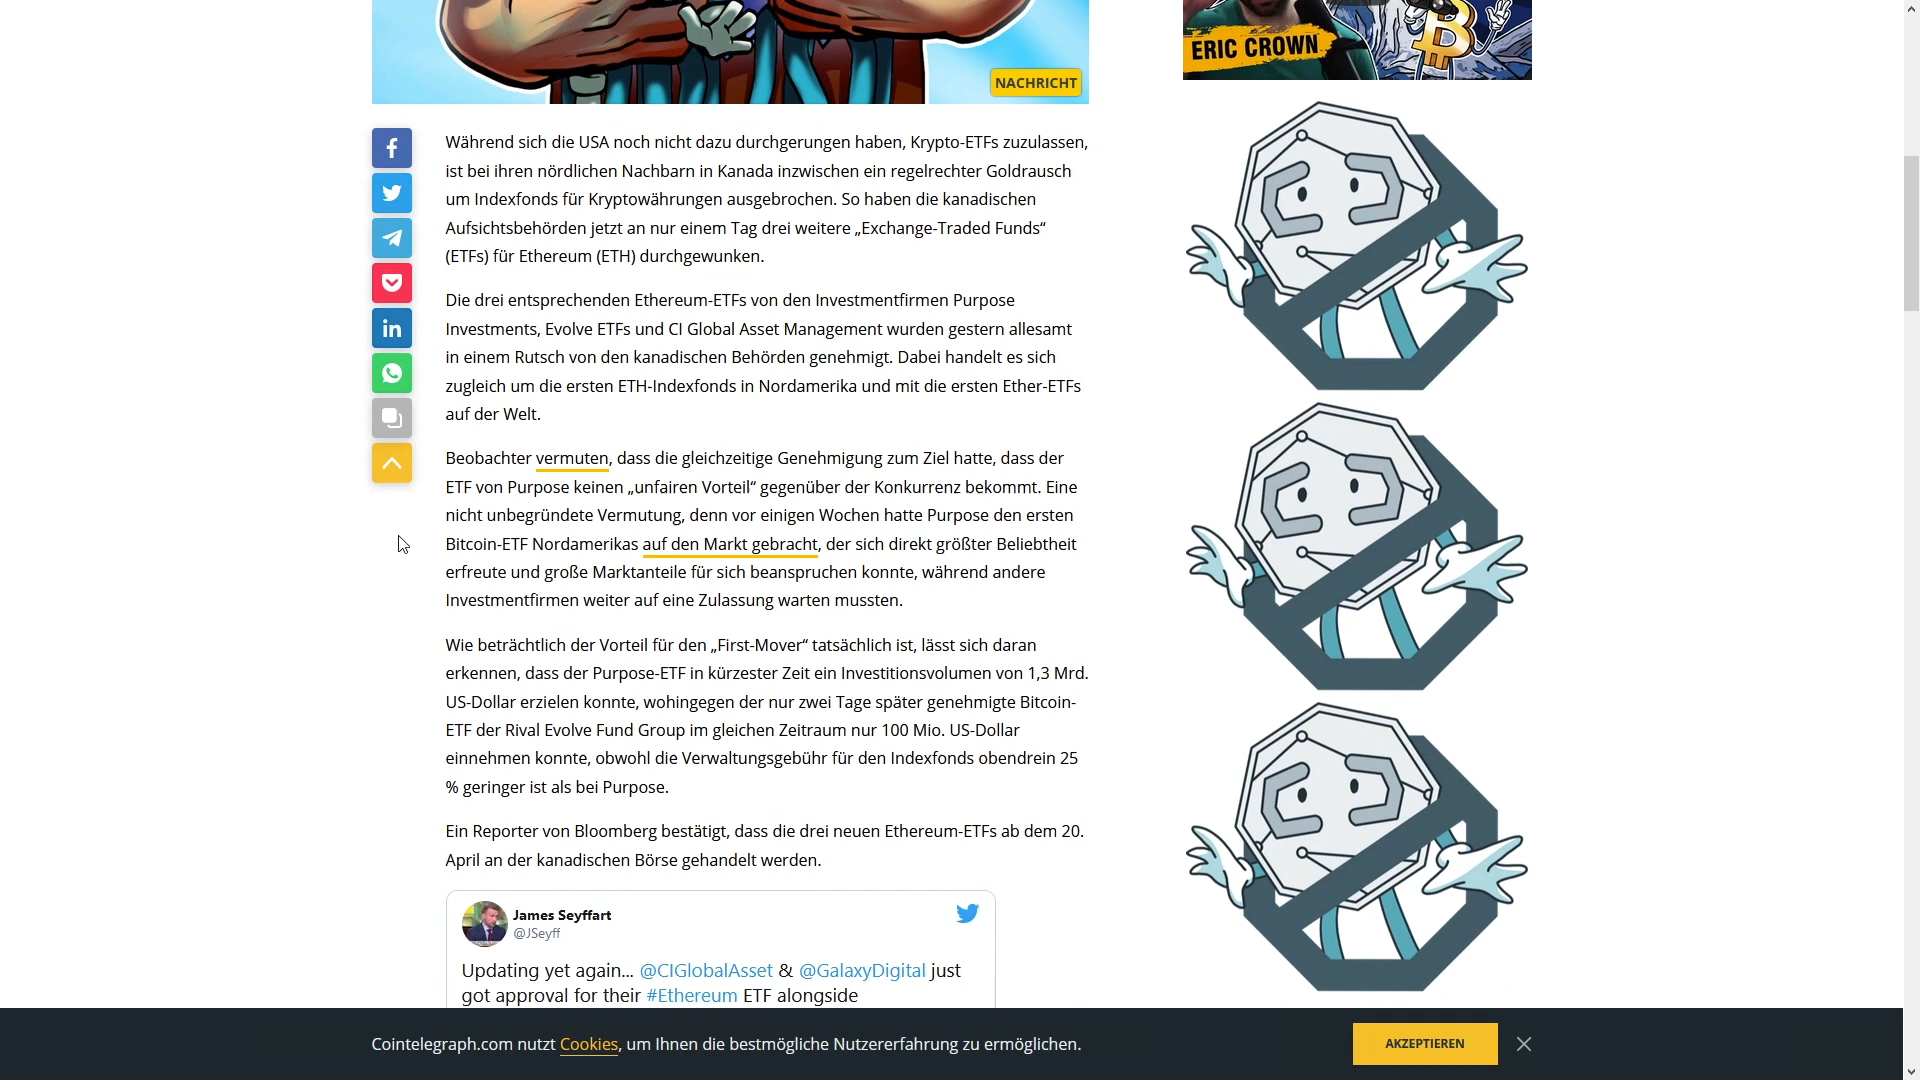 ERIC CROWN
NACHRICHT
Während sich die USA noch nicht dazu durchgerungen haben, Krypto-ETFs zuzulassen,
ist bei ihren nördlichen Nachbarn in Kanada inzwischen ein regelrechter Goldrausch
um Indexfonds für Kryptowährungen ausgebrochen. So haben die kanadischen
Aufsichtsbehörden jetzt an nur einem Tag drei weitere „Exchange-Traded Funds“
(ETFs) für Ethereum (ETH) durchgewunken.
Die drei entsprechenden Ethereum-ETFs von den Investmentfirmen Purpose
Investments, Evolve ETFs und CI Global Asset Management wurden gestern allesamt
in einem Rutsch von den kanadischen Behörden genehmigt. Dabei handelt es sich
zugleich um die ersten ETH-Indexfonds in Nordamerika und mit die ersten Ether-ETFs
auf der Welt.
Beobachter vermuten, dass die gleichzeitige Genehmigung zum Ziel hatte, dass der
ETF von Purpose keinen „unfairen Vorteil“ gegenüber der Konkurrenz bekommt. Eine
nicht unbegründete Vermutung, denn vor einigen Wochen hatte Purpose den ersten
Bitcoin-ETF Nordamerikas auf den Markt gebracht, der sich direkt größter Beliebtheit
erfreute und große Marktanteile für sich beanspruchen konnte, während andere
Investmentfirmen weiter auf eine Zulassung warten mussten.
Wie beträchtlich der Vorteil für den „First-Mover“ tatsächlich ist, lässt sich daran
erkennen, dass der Purpose-ETF in kürzester Zeit ein Investitionsvolumen von 1,3 Mrd.
US-Dollar erzielen konnte, wohingegen der nur zwei Tage später genehmigte Bitcoin-
ETF der Rival Evolve Fund Group im gleichen Zeitraum nur 100 Mio. US-Dollar
einnehmen konnte, obwohl die Verwaltungsgebühr für den Indexfonds obendrein 25
% geringer ist als bei Purpose.
Ein Reporter von Bloomberg bestätigt, dass die drei neuen Ethereum-ETFs ab dem 20.
April an der kanadischen Börse gehandelt werden.
James Seyffart
@JSeyff
Updating yet again... @CIGlobalAsset & @GalaxyDigital just
got approval for their #Ethereum ETF alongside
Cointelegraph.com nutzt Cookies, um Ihnen die bestmögliche Nutzererfahrung zu ermöglichen.
AKZEPTIEREN